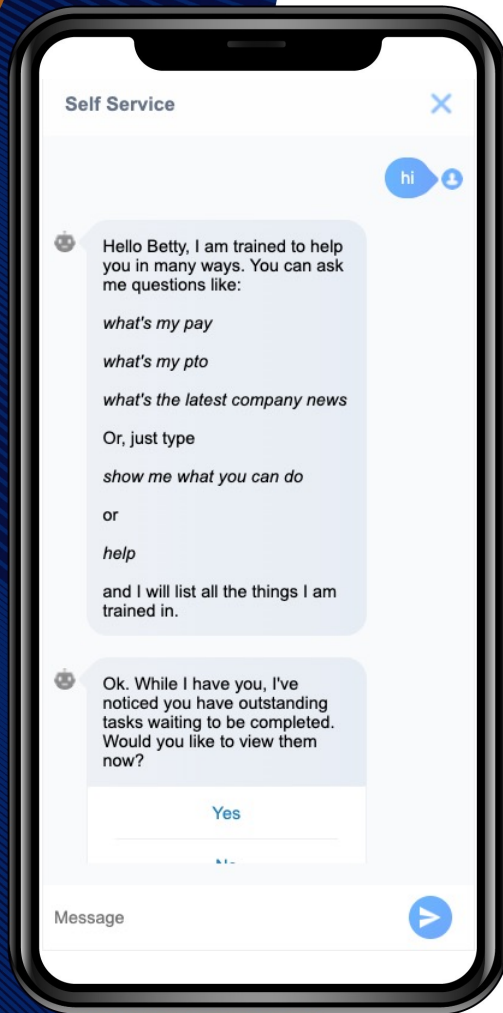 Self Service
hi
Hello Betty, I am trained to help
you in many ways. You can ask
me questions like:
what's my pay
what's my pto
what's the latest company news
Or, just type
show me what you can do
or
help
and I will list all the things I am
trained in.
Ok. While I have you, I've
noticed you have outstanding
tasks waiting to be completed.
Would you like to view them
now?
Yes
Message